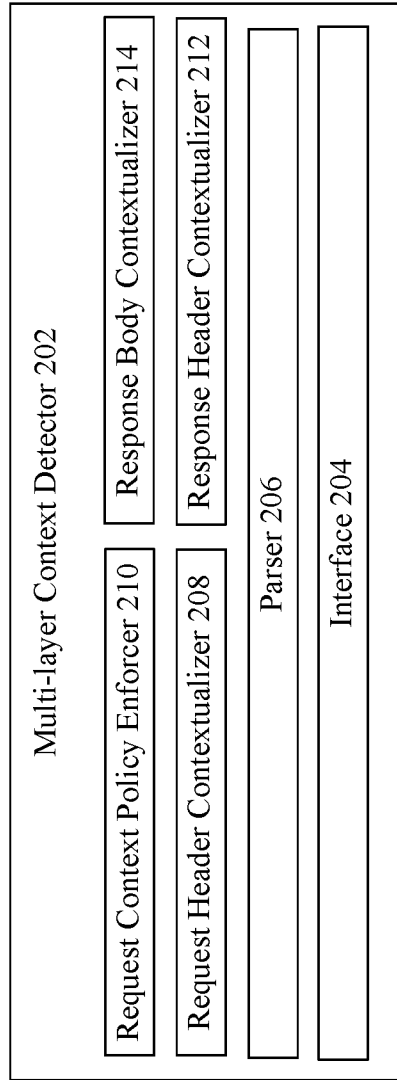 Multi-layer Context Detector 202
Request Context Policy Enforcer 210
Response Body Contextualizer 214
Request Header Contextualizer 208
Response Header Contextualizer 212
Parser 206
Interface 204